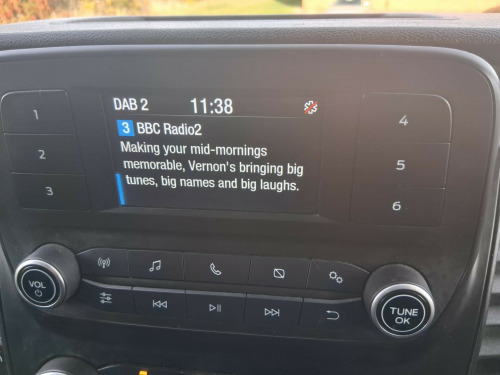 DAB 2 11:38
3 BBC Radio2
Making your mid-mornings
memorable, Vernon's bringing big
tunes, big names and big laughs.
1
2
3
4
5
6
VOL
TUNE
OK